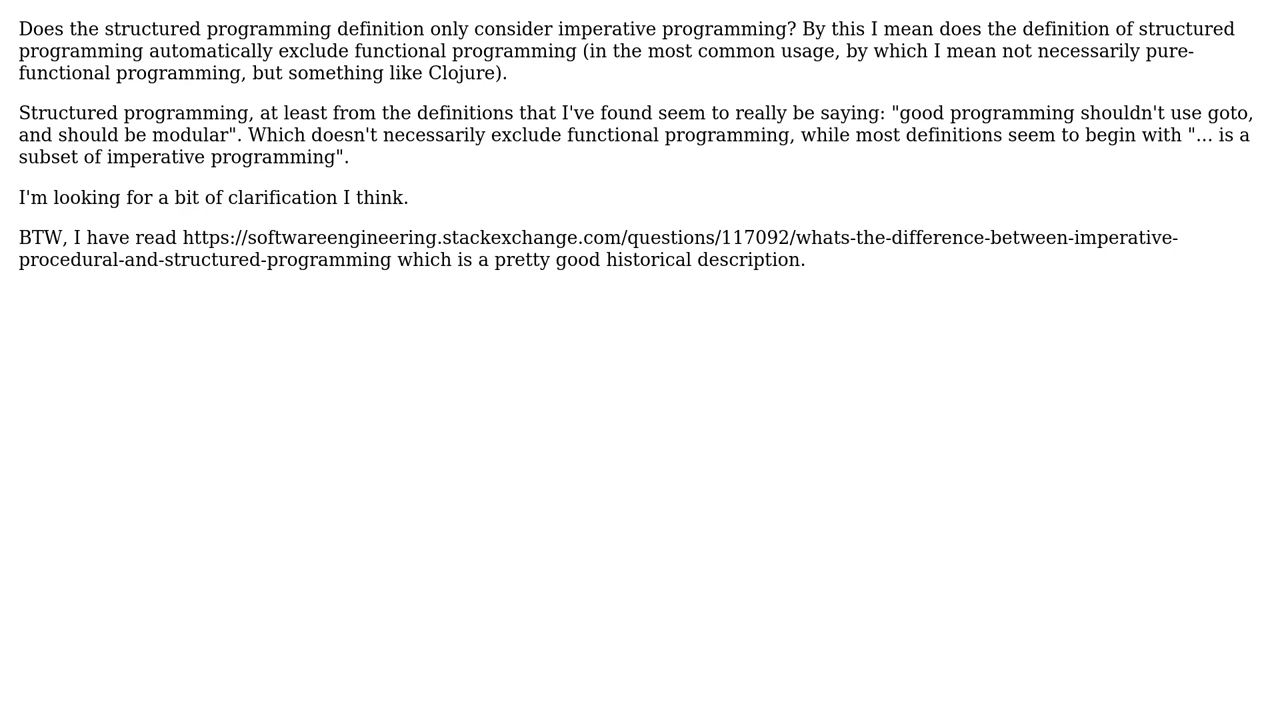 Does the structured programming definition only consider imperative programming? By this I mean does the definition of structured
programming automatically exclude functional programming (in the most common usage, by which I mean not necessarily pure-
functional programming, but something like Clojure).
Structured programming, at least from the definitions that I've found seem to really be saying: "good programming shouldn't use goto,
and should be modular". Which doesn't necessarily exclude functional programming, while most definitions seem to begin with "... is a
subset of imperative programming".
I'm looking for a bit of clarification I think.
BTW, I have read https://softwareengineering.stackexchange.com/questions/117092/whats-the-difference-between-imperative-
procedural-and-structured-programming which is a pretty good historical description.